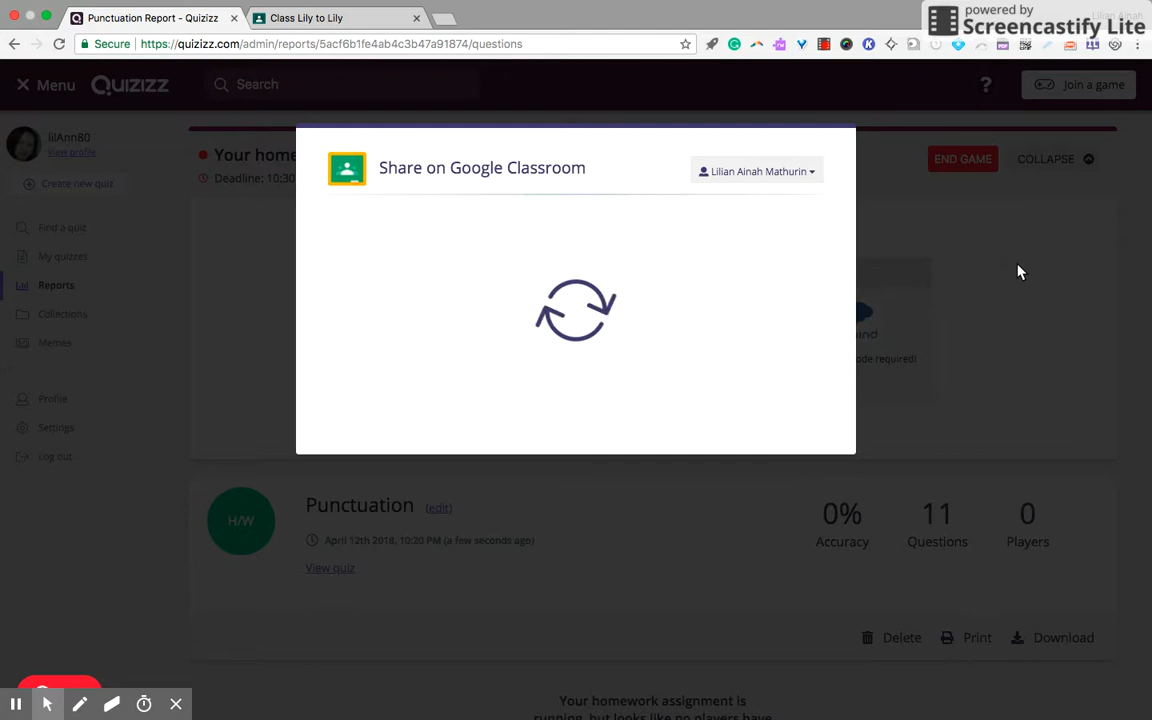 Punctuation Report - Quizizz
Class Lily to Lily
powered by
Screencastify Lite
Secure
https://quizizz.com/admin/reports/5acf6b1fe4ab4c3b47a91874/questions
Menu
Quizizz
Search
?
Join a game
lilAnn80
View profile
Create new quiz
Find a quiz
My quizzes
Reports
Collections
Memes
Profile
Settings
Log out
Your home
Deadline: 10:30
END GAME
COLLAPSE
Share on Google Classroom
Lilian Ainah Mathurin
ode required!
H/W
Punctuation (edit)
April 12th 2018, 10:20 PM (a few seconds ago)
View quiz
0%
Accuracy
11
Questions
0
Players
Delete
Print
Download
Your homework assignment is
running, but looks like no players have